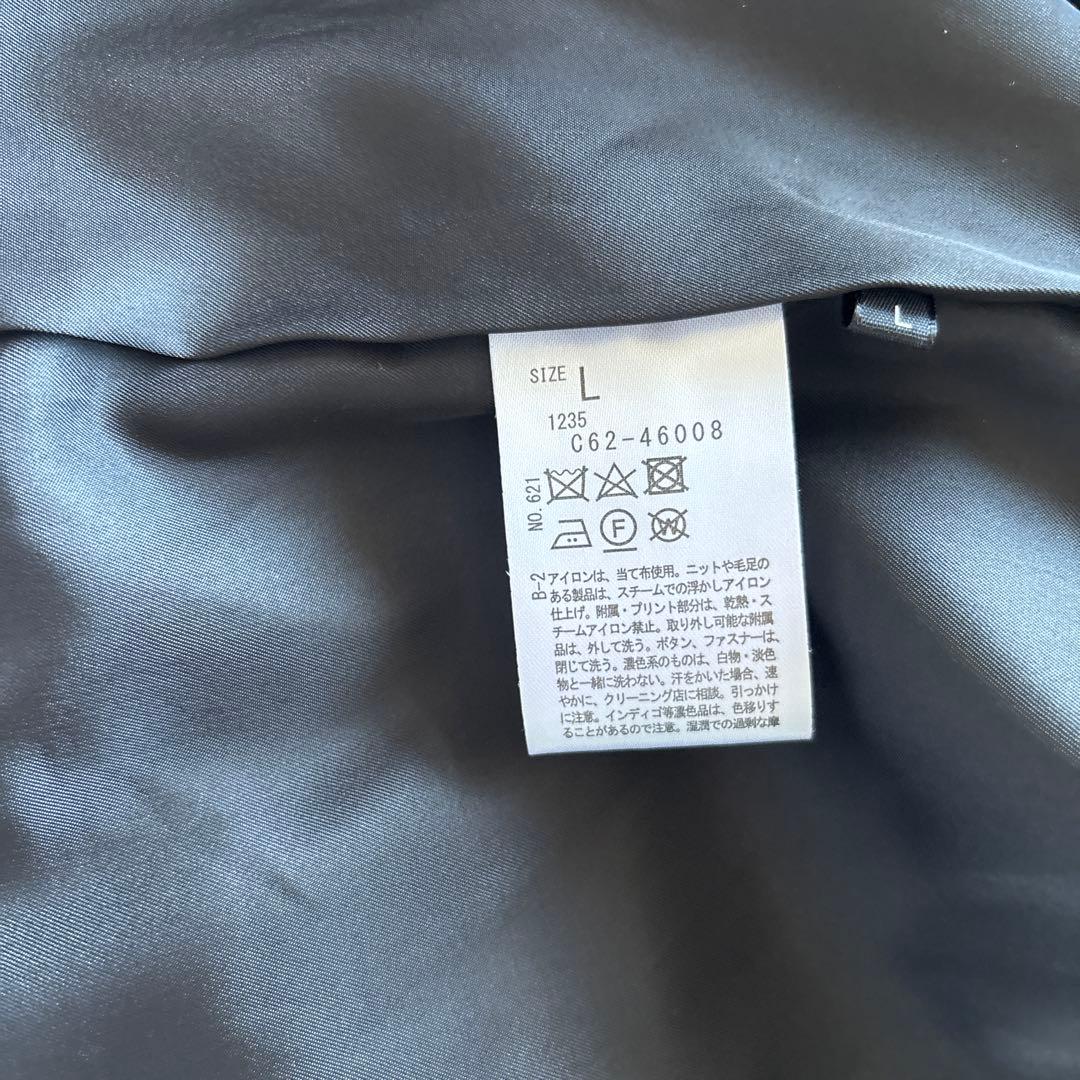 L
SIZE L
1235
C62-46008
NO. 621
F
W
B-2
アイロンは、当て布使用。ニットや毛足の
ある製品は、スチームでの浮かしアイロン
仕上げ。附属・プリント部分は、乾熱・ス
チームアイロン禁止。取り外し可能な附属
品は、外して洗う。ボタン、ファスナーは、
閉じて洗う。濃色系のものは、白物・淡色
物と一緒に洗わない。汗をかいた場合、速
やかに、クリーニング店に相談。引っかけ
に注意。インディゴ等濃色品は、色移りす
ることがあるので注意。湿潤での過剰な摩